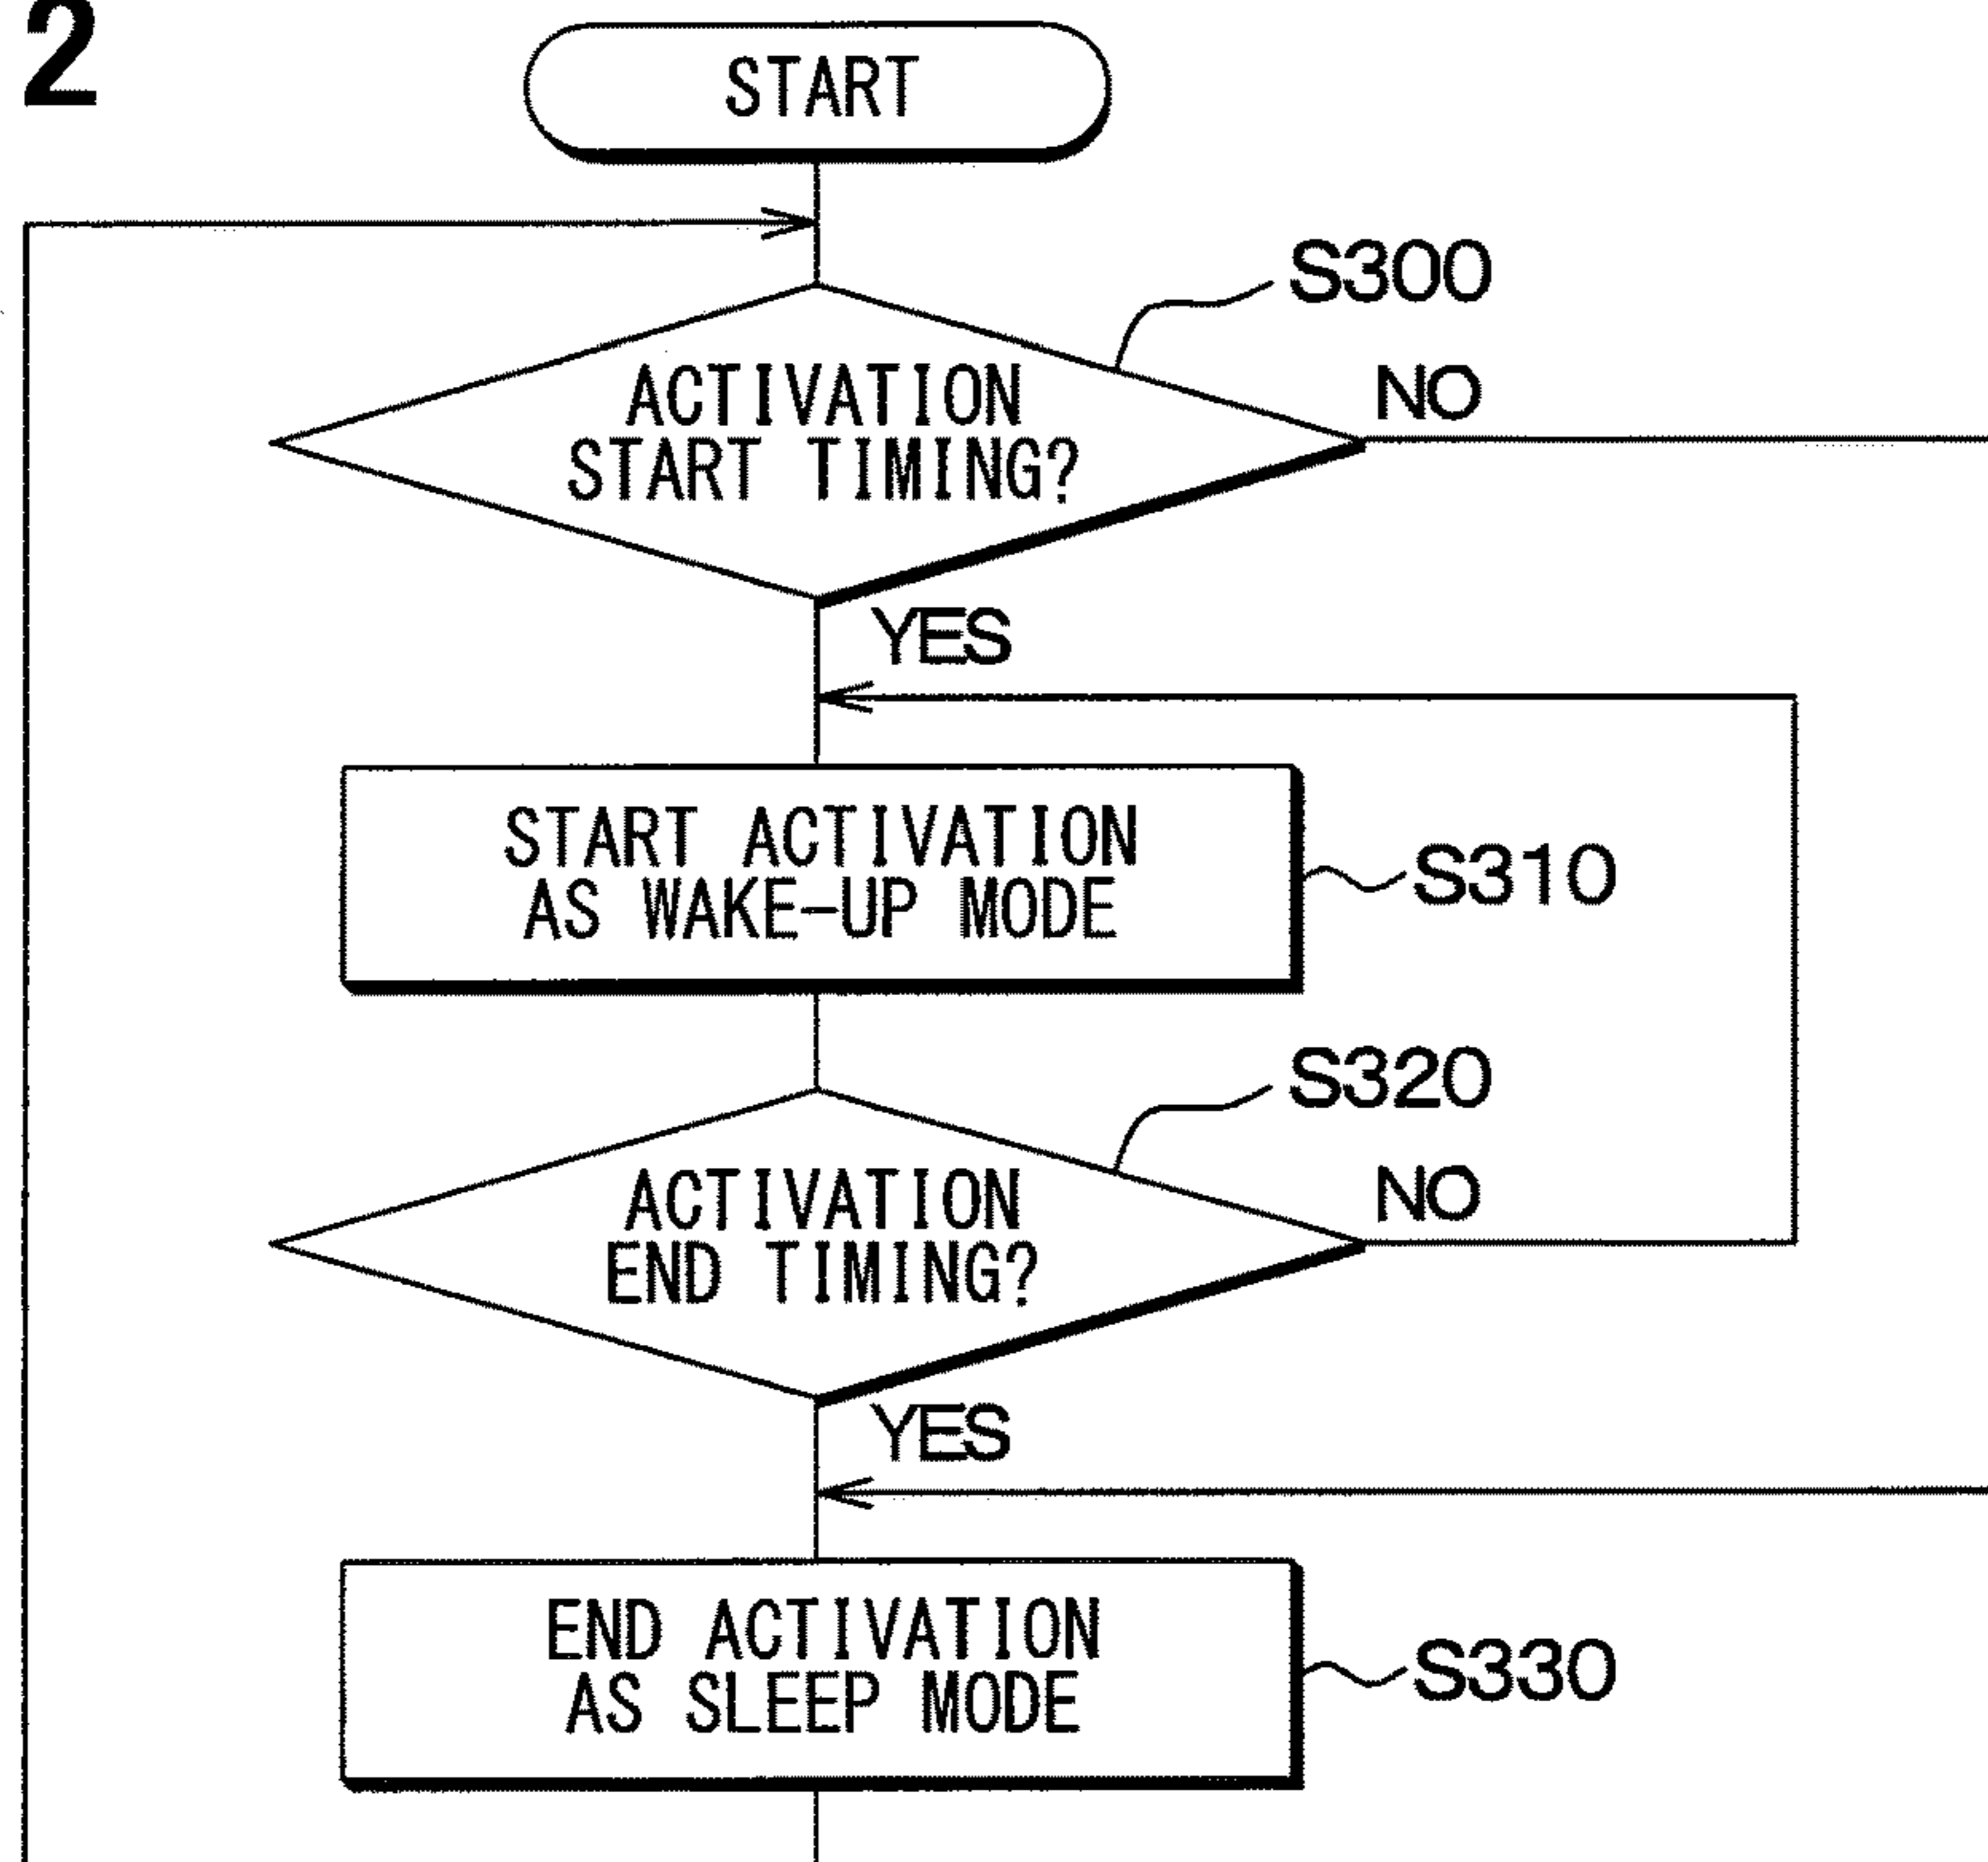 2
START
S300
ACTIVATION
START TIMING?
NO
YES
START ACTIVATION
AS WAKE-UP MODE
S310
S320
ACTIVATION
END TIMING?
NO
YES
END ACTIVATION
AS SLEEP MODE
S330